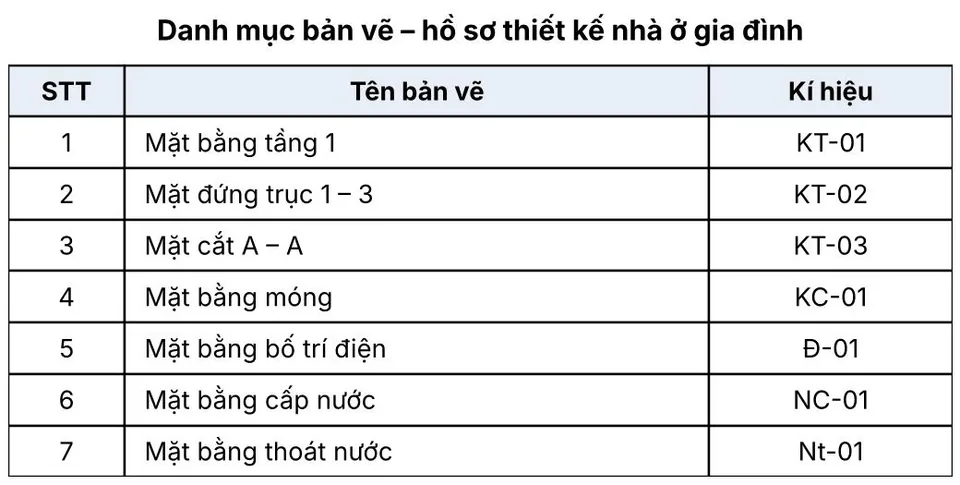 Danh mục bản vẽ – hồ sơ thiết kế nhà ở gia đình
STT Tên bản vẽ Kí hiệu
1 Mặt bằng tầng 1 KT-01
2 Mặt đứng trục 1 – 3 KT-02
3 Mặt cắt A – A KT-03
4 Mặt bằng móng KC-01
5 Mặt bằng bố trí điện Đ-01
6 Mặt bằng cấp nước NC-01
7 Mặt bằng thoát nước Nt-01